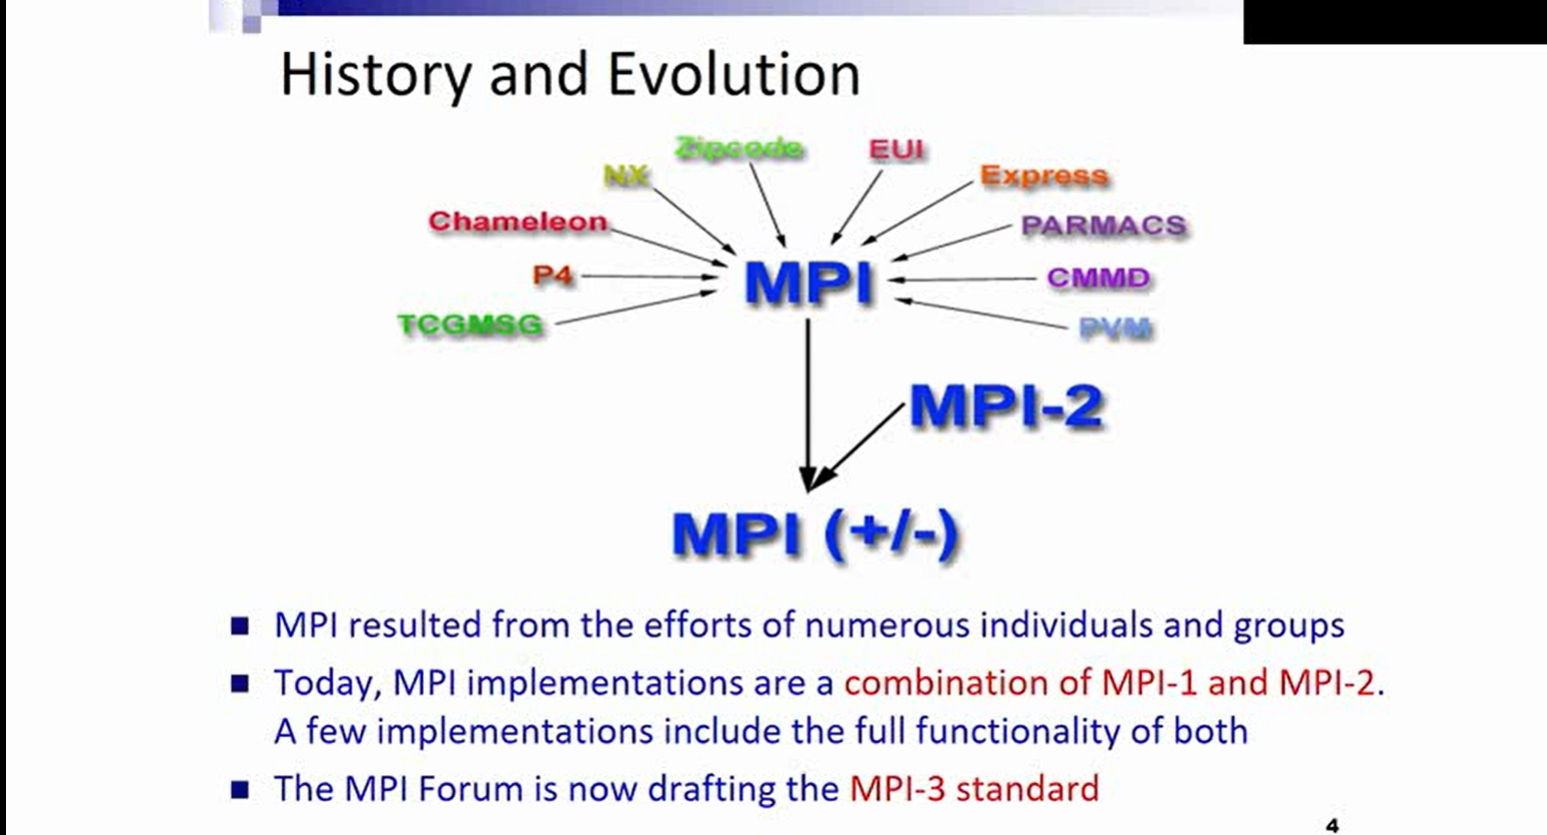 History and Evolution
Zipcode
EUI
NX
Express
Chameleon
PARMACS
P4
MPI
CMMD
TCGMSG
PVM
MPI-2
MPI (+/-)
MPI resulted from the efforts of numerous individuals and groups
Today, MPI implementations are a combination of MPI-1 and MPI-2.
A few implementations include the full functionality of both
The MPI Forum is now drafting the MPI-3 standard
4